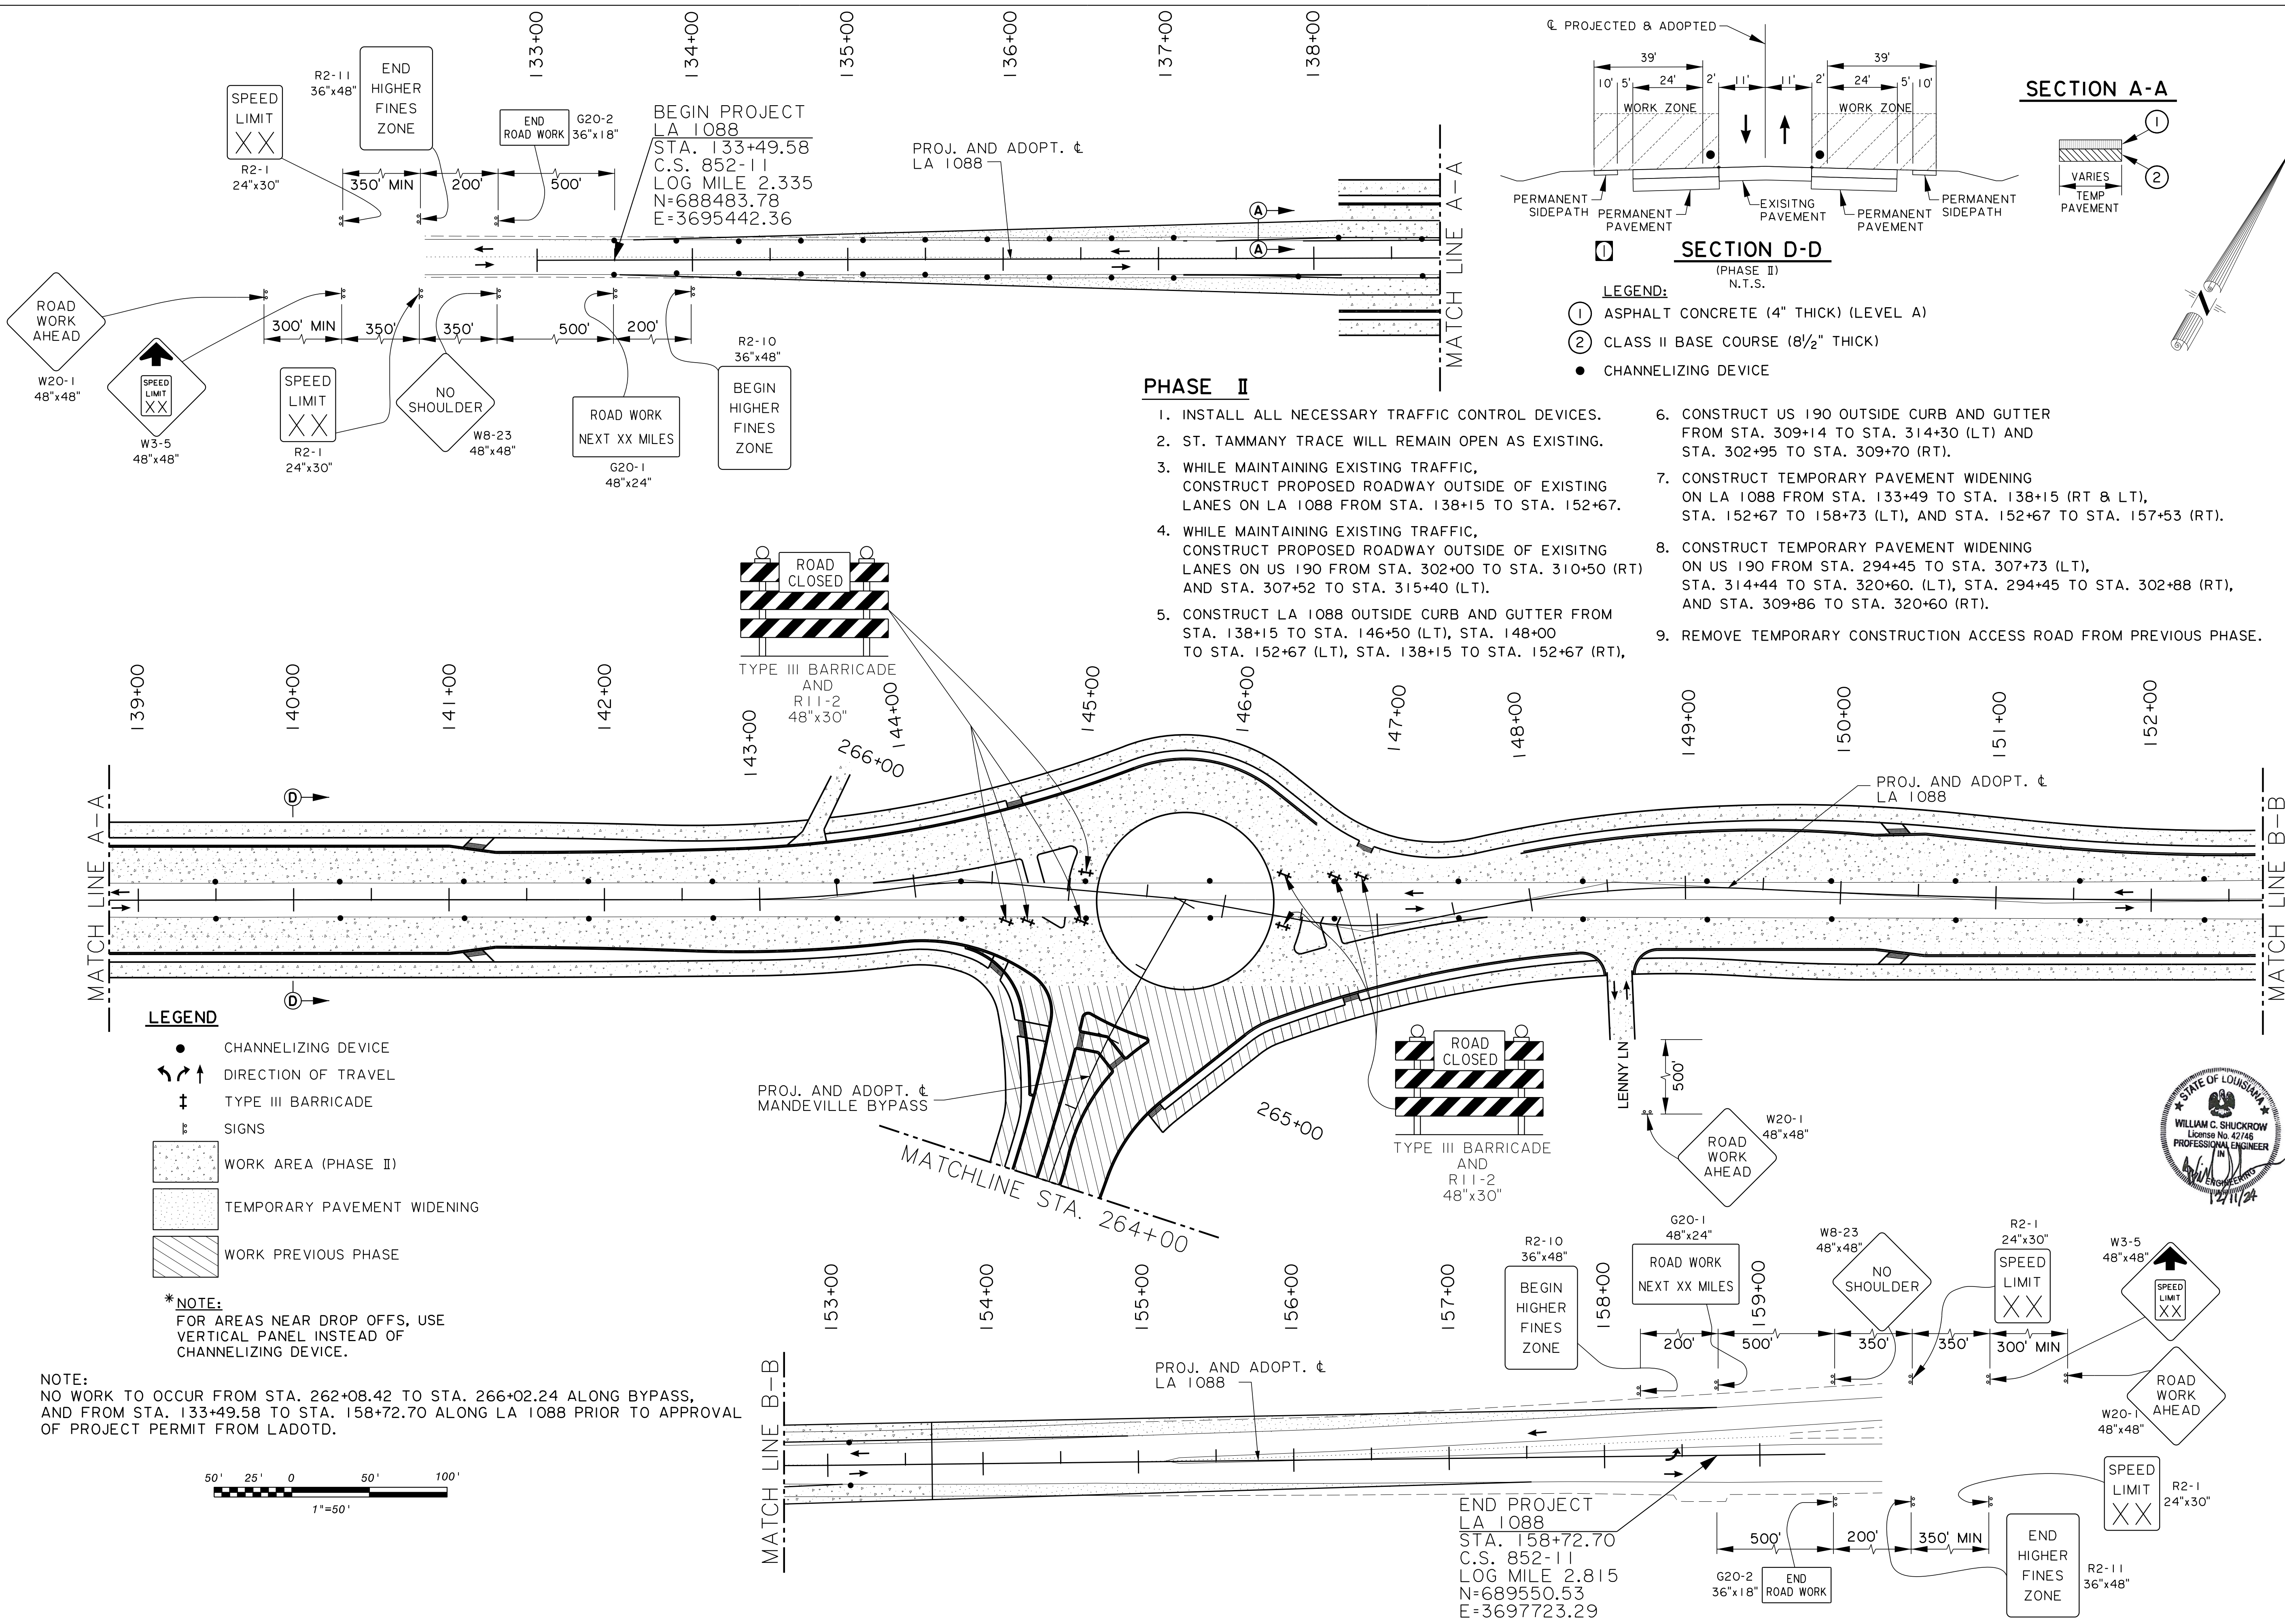 133+00
134+00
135+00
136+00
137+00
138+00
R2-11
36"x48"
END
HIGHER
FINES
ZONE
SPEED
LIMIT
XX
R2-1
24"x30"
END
ROAD WORK
G20-2
36"x18"
350' MIN
200'
500'
BEGIN PROJECT
LA 1088
STA. 133+49.58
C.S. 852-11
LOG MILE 2.335
N=688483.78
E=3695442.36
PROJ. AND ADOPT. ℄
LA 1088
A
A
MATCH LINE A-A
ROAD
WORK
AHEAD
W20-1
48"x48"
300' MIN
350'
350'
500'
200'
SPEED
LIMIT
XX
W3-5
48"x48"
SPEED
LIMIT
XX
R2-1
24"x30"
NO
SHOULDER
W8-23
48"x48"
ROAD WORK
NEXT XX MILES
G20-1
48"x24"
R2-10
36"x48"
BEGIN
HIGHER
FINES
ZONE
℄ PROJECTED & ADOPTED
39'
39'
10'
5'
24'
2'
11'
11'
2'
24'
5'
10'
WORK ZONE
WORK ZONE
PERMANENT
SIDEPATH
PERMANENT
PAVEMENT
EXISITNG
PAVEMENT
PERMANENT
PAVEMENT
PERMANENT
SIDEPATH
SECTION A-A
1
2
VARIES
TEMP
PAVEMENT
1
SECTION D-D
(PHASE II)
N.T.S.
LEGEND:
1 ASPHALT CONCRETE (4" THICK) (LEVEL A)
2 CLASS II BASE COURSE (8½" THICK)
● CHANNELIZING DEVICE
PHASE II
1. INSTALL ALL NECESSARY TRAFFIC CONTROL DEVICES.
2. ST. TAMMANY TRACE WILL REMAIN OPEN AS EXISTING.
3. WHILE MAINTAINING EXISTING TRAFFIC,
CONSTRUCT PROPOSED ROADWAY OUTSIDE OF EXISTING
LANES ON LA 1088 FROM STA. 138+15 TO STA. 152+67.
4. WHILE MAINTAINING EXISTING TRAFFIC,
CONSTRUCT PROPOSED ROADWAY OUTSIDE OF EXISITNG
LANES ON US 190 FROM STA. 302+00 TO STA. 310+50 (RT)
AND STA. 307+52 TO STA. 315+40 (LT).
5. CONSTRUCT LA 1088 OUTSIDE CURB AND GUTTER FROM
STA. 138+15 TO STA. 146+50 (LT), STA. 148+00
TO STA. 152+67 (LT), STA. 138+15 TO STA. 152+67 (RT),
6. CONSTRUCT US 190 OUTSIDE CURB AND GUTTER
FROM STA. 309+14 TO STA. 314+30 (LT) AND
STA. 302+95 TO STA. 309+70 (RT).
7. CONSTRUCT TEMPORARY PAVEMENT WIDENING
ON LA 1088 FROM STA. 133+49 TO STA. 138+15 (RT & LT),
STA. 152+67 TO 158+73 (LT), AND STA. 152+67 TO STA. 157+53 (RT).
8. CONSTRUCT TEMPORARY PAVEMENT WIDENING
ON US 190 FROM STA. 294+45 TO STA. 307+73 (LT),
STA. 314+44 TO STA. 320+60. (LT), STA. 294+45 TO STA. 302+88 (RT),
AND STA. 309+86 TO STA. 320+60 (RT).
9. REMOVE TEMPORARY CONSTRUCTION ACCESS ROAD FROM PREVIOUS PHASE.
ROAD
CLOSED
TYPE III BARRICADE
AND
R11-2
48"x30"
139+00
140+00
141+00
142+00
143+00
144+00
145+00
146+00
147+00
148+00
149+00
150+00
151+00
152+00
266+00
PROJ. AND ADOPT. ℄
LA 1088
MATCH LINE A-A
D
D
MATCH LINE B-B
LEGEND
● CHANNELIZING DEVICE
DIRECTION OF TRAVEL
TYPE III BARRICADE
SIGNS
WORK AREA (PHASE II)
TEMPORARY PAVEMENT WIDENING
WORK PREVIOUS PHASE
*NOTE:
FOR AREAS NEAR DROP OFFS, USE
VERTICAL PANEL INSTEAD OF
CHANNELIZING DEVICE.
PROJ. AND ADOPT. ℄
MANDEVILLE BYPASS
MATCHLINE STA. 264+00
265+00
ROAD
CLOSED
TYPE III BARRICADE
AND
R11-2
48"x30"
LENNY LN
500'
W20-1
48"x48"
ROAD
WORK
AHEAD
STATE OF LOUISIANA
WILLIAM C. SHUCKROW
License No. 42746
PROFESSIONAL ENGINEER
IN
ENGINEERING
12/11/24
NOTE:
NO WORK TO OCCUR FROM STA. 262+08.42 TO STA. 266+02.24 ALONG BYPASS,
AND FROM STA. 133+49.58 TO STA. 158+72.70 ALONG LA 1088 PRIOR TO APPROVAL
OF PROJECT PERMIT FROM LADOTD.
50' 25' 0 50' 100'
1"=50'
153+00
154+00
155+00
156+00
157+00
158+00
159+00
MATCH LINE B-B
PROJ. AND ADOPT. ℄
LA 1088
R2-10
36"x48"
BEGIN
HIGHER
FINES
ZONE
G20-1
48"x24"
ROAD WORK
NEXT XX MILES
W8-23
48"x48"
NO
SHOULDER
R2-1
24"x30"
SPEED
LIMIT
XX
W3-5
48"x48"
SPEED
LIMIT
XX
200'
500'
350'
350'
300' MIN
ROAD
WORK
AHEAD
W20-1
48"x48"
END PROJECT
LA 1088
STA. 158+72.70
C.S. 852-11
LOG MILE 2.815
N=689550.53
E=3697723.29
500'
200'
350' MIN
G20-2
36"x18"
END
ROAD WORK
END
HIGHER
FINES
ZONE
R2-11
36"x48"
SPEED
LIMIT
XX
R2-1
24"x30"